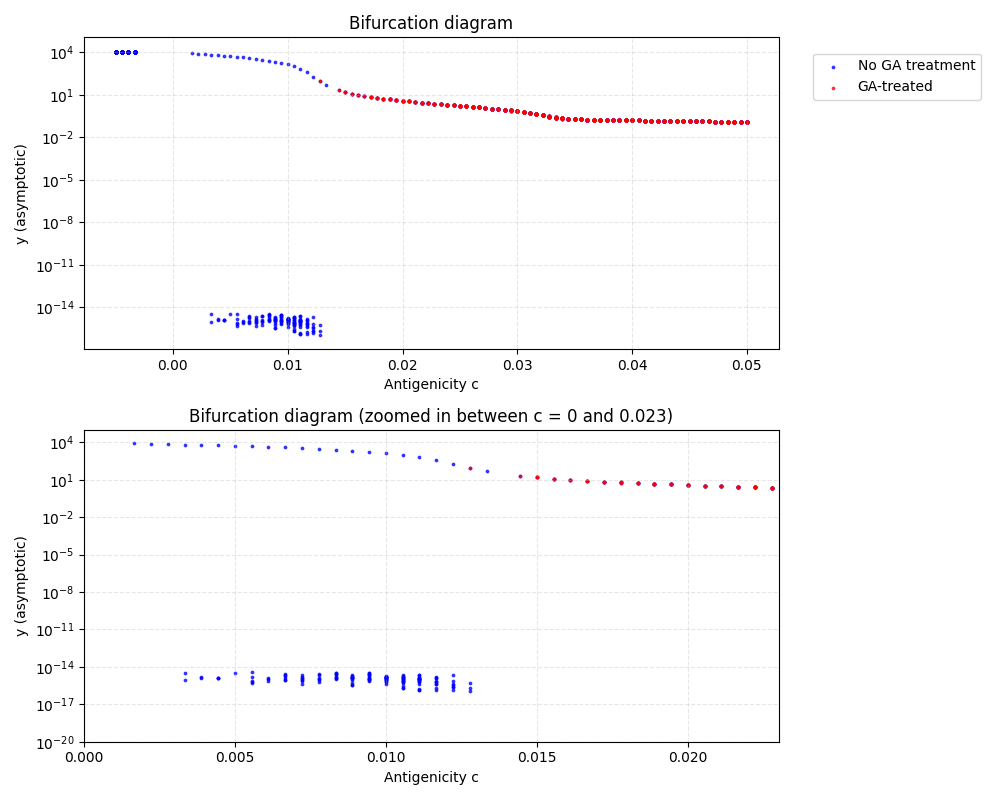 Bifurcation diagram
No GA treatment
GA-treated
y (asymptotic)
10^4
10^1
10^-2
10^-5
10^-8
10^-11
10^-14
0.00 0.01 0.02 0.03 0.04 0.05
Antigenicity c
Bifurcation diagram (zoomed in between c = 0 and 0.023)
y (asymptotic)
10^4
10^1
10^-2
10^-5
10^-8
10^-11
10^-14
10^-17
10^-20
0.000 0.005 0.010 0.015 0.020
Antigenicity c